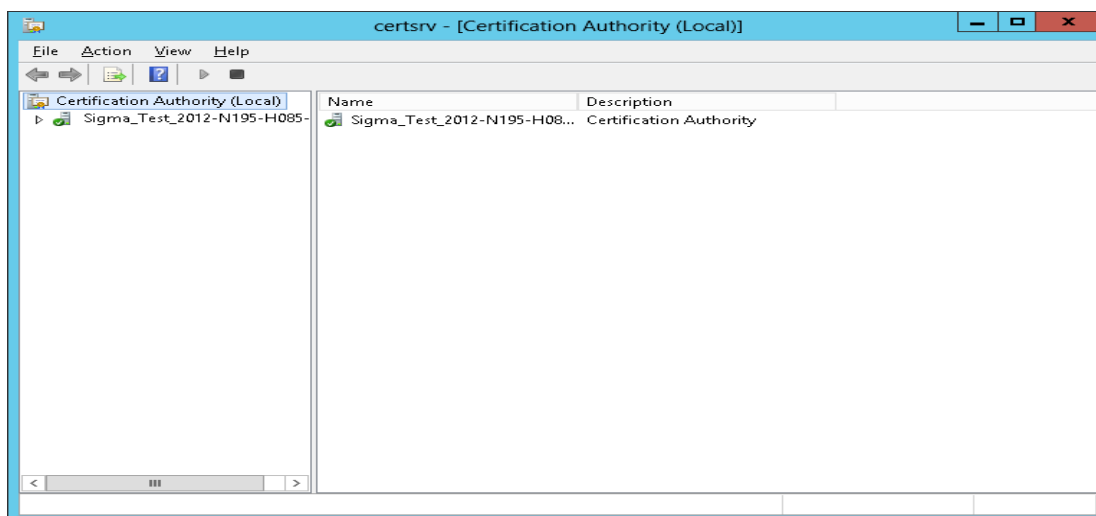 certsrv - [Certification Authority (Local)]
File Action View Help
Certification Authority (Local)
Sigma_Test_2012-N195-H085-
Name Description
Sigma_Test_2012-N195-H08... Certification Authority